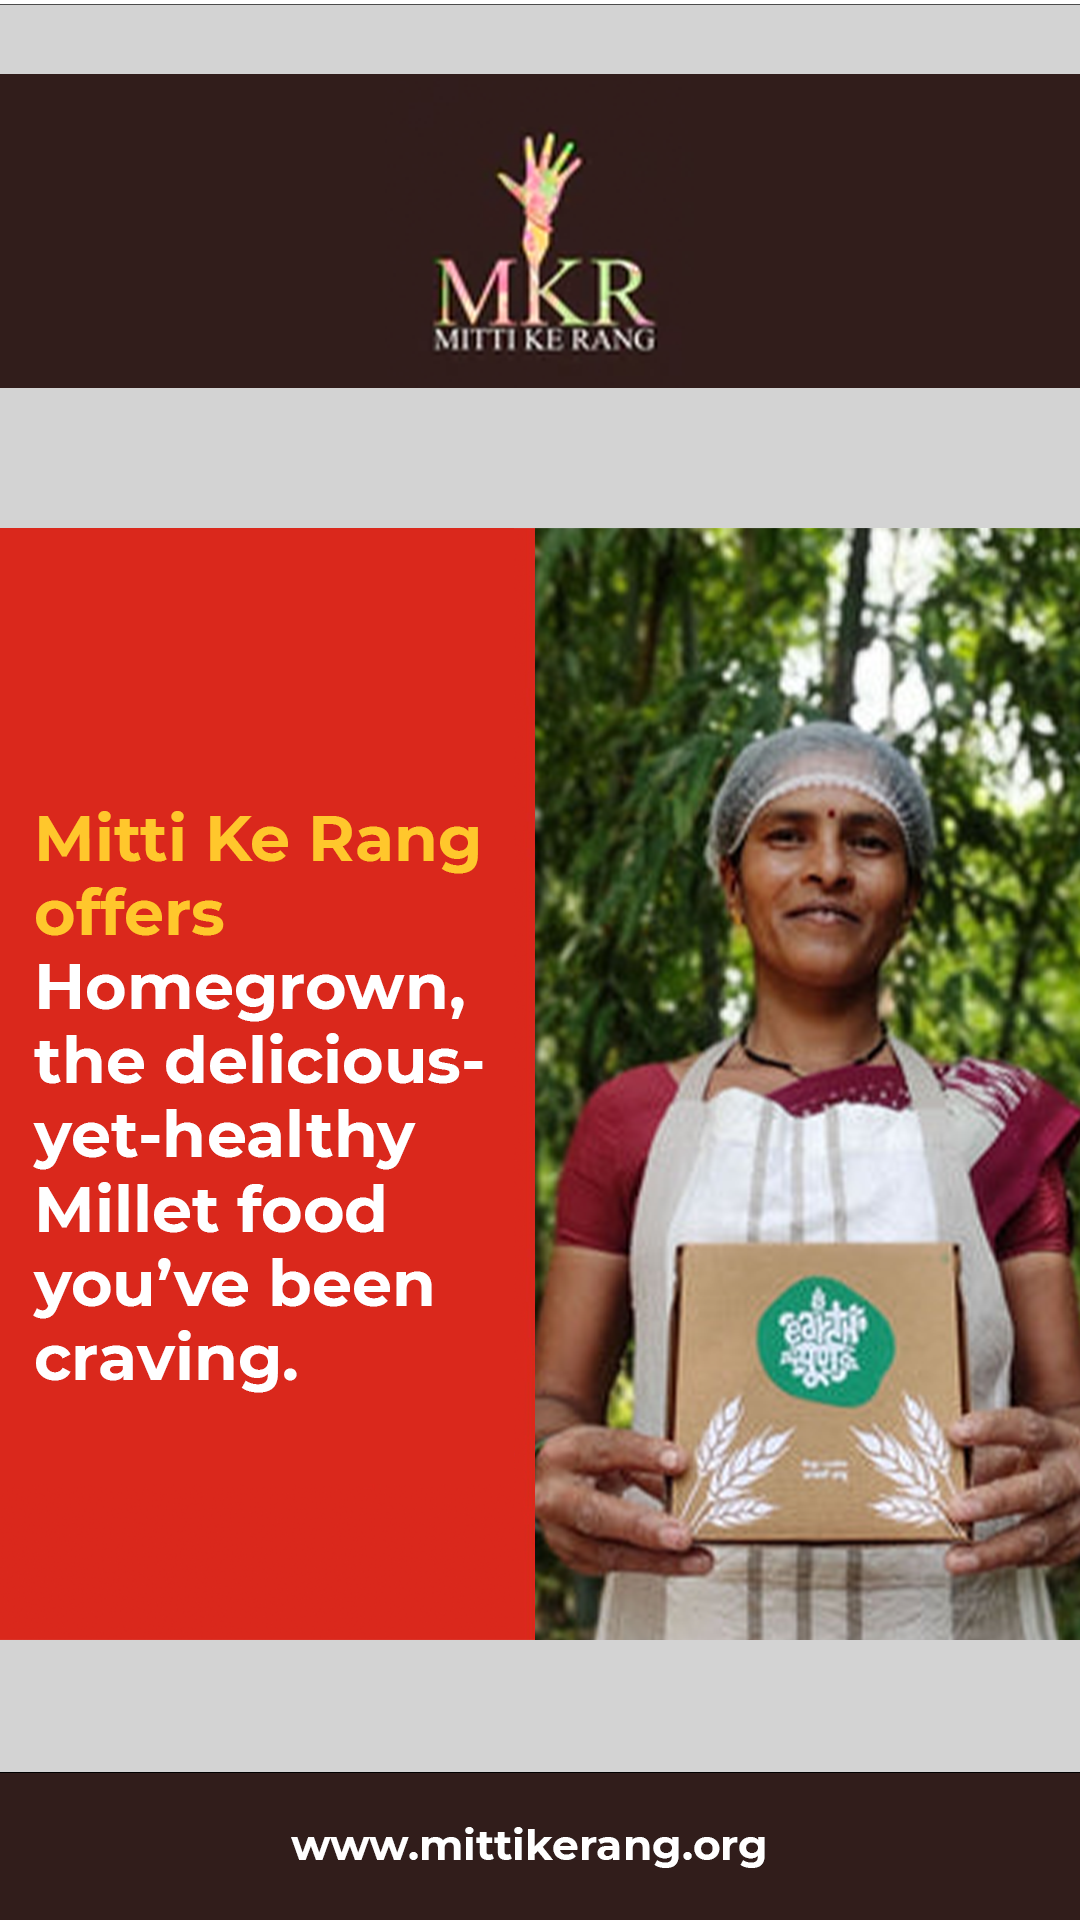 MKR
MITTI KE RANG
Mitti Ke Rang
offers
Homegrown,
the delicious-
yet-healthy
Millet food
you’ve been
craving.
earth
पूर्णा
www.mittikerang.org